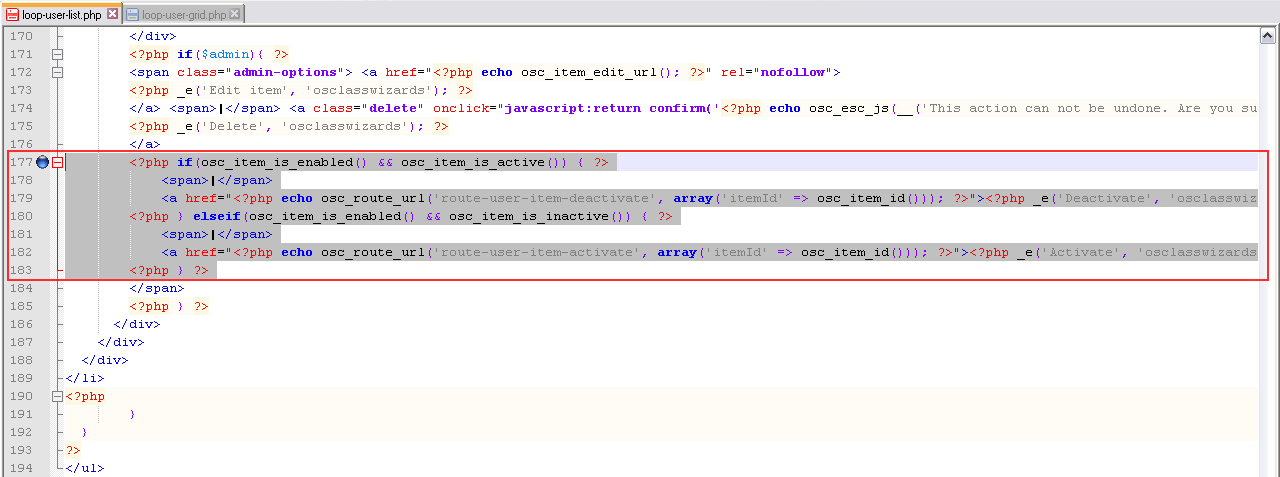 loop-user-list.php loop-user-grid.php
170 </div>
171 <?php if($admin){ ?>
172 <span class="admin-options"> <a href="<?php echo osc_item_edit_url(); ?>" rel="nofollow">
173 <?php _e('Edit item', 'osclasswizards'); ?>
174 </a> <span>|</span> <a class="delete" onclick="javascript:return confirm('<?php echo osc_esc_js(__('This action can not be undone. Are you su
175 <?php _e('Delete', 'osclasswizards'); ?>
176 </a>
177 <?php if(osc_item_is_enabled() && osc_item_is_active()) { ?>
178 <span>|</span>
179 <a href="<?php echo osc_route_url('route-user-item-deactivate', array('itemId' => osc_item_id())); ?>"><?php _e('Deactivate', 'osclasswiz
180 <?php } elseif(osc_item_is_enabled() && osc_item_is_inactive()) { ?>
181 <span>|</span>
182 <a href="<?php echo osc_route_url('route-user-item-activate', array('itemId' => osc_item_id())); ?>"><?php _e('Activate', 'osclasswizards
183 <?php } ?>
184 </span>
185 <?php } ?>
186 </div>
187 </div>
188 </div>
189 </li>
190 <?php
191 }
192 }
193 ?>
194 </ul>